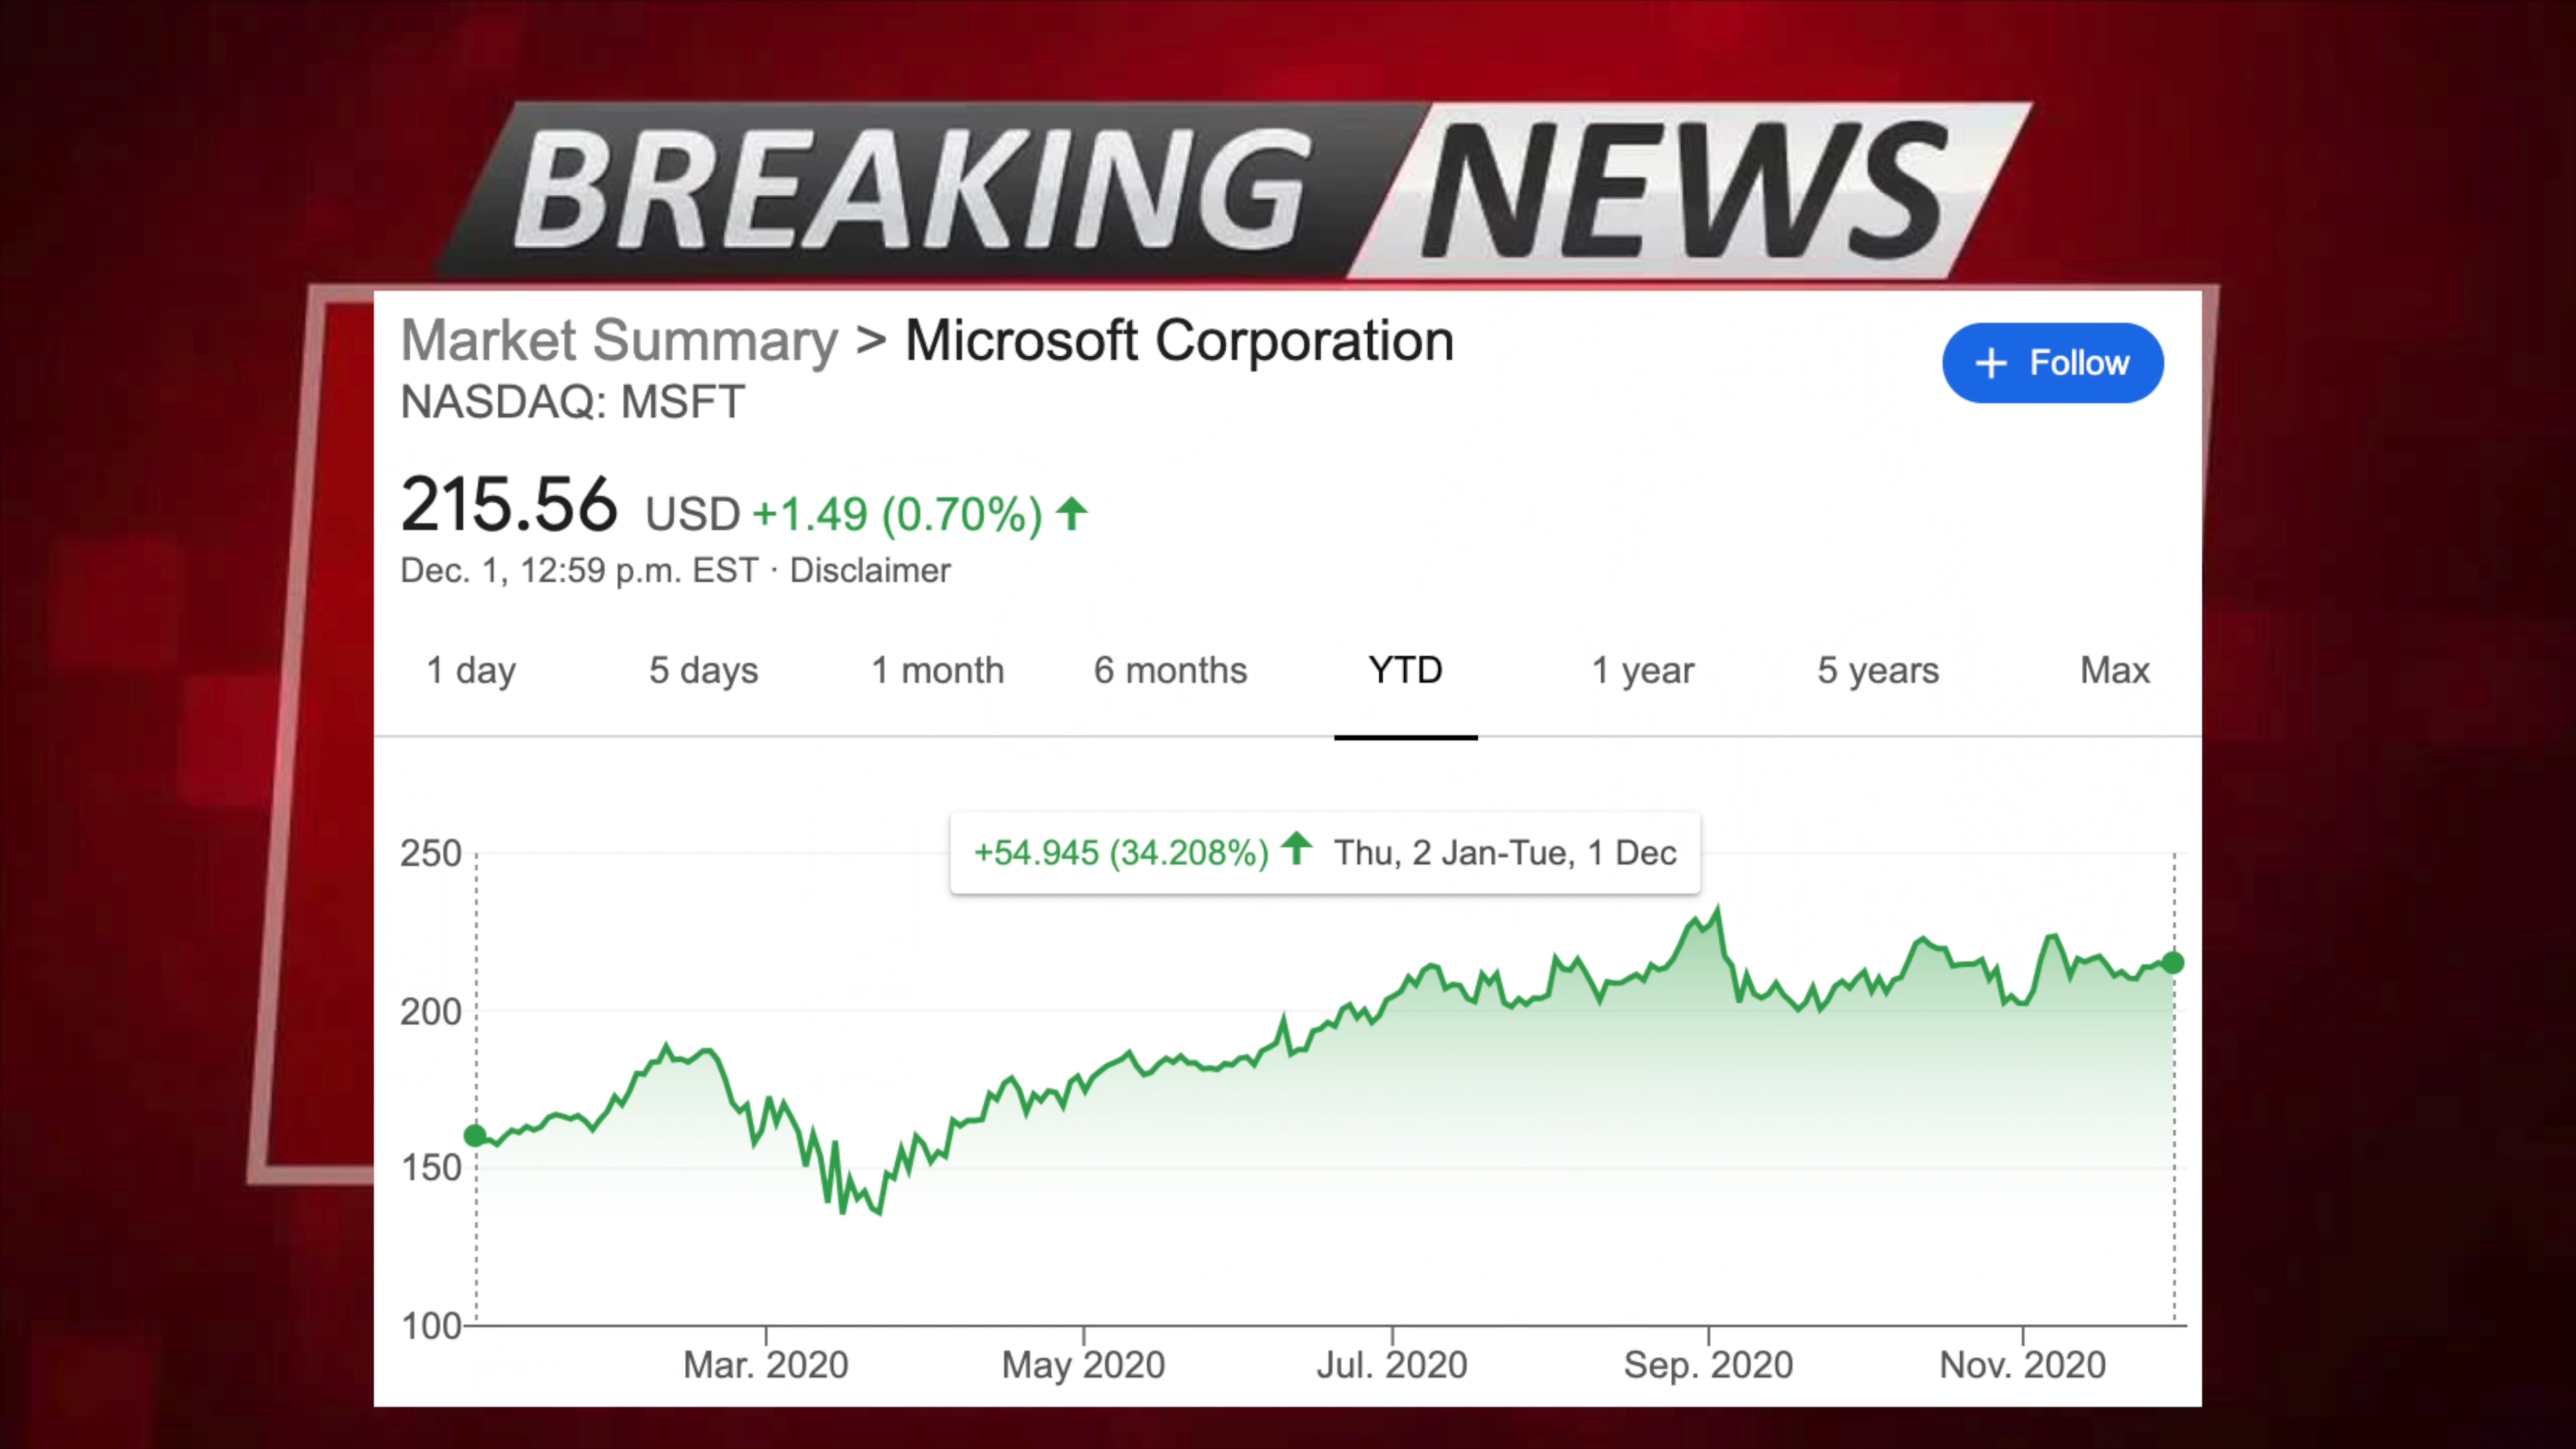 BREAKING NEWS
Market Summary > Microsoft Corporation
+ Follow
NASDAQ: MSFT
215.56 USD +1.49 (0.70%) ↑
Dec. 1, 12:59 p.m. EST · Disclaimer
1 day 5 days 1 month 6 months YTD 1 year 5 years Max
+54.945 (34.208%) ↑ Thu, 2 Jan-Tue, 1 Dec
250
200
150
100
Mar. 2020 May 2020 Jul. 2020 Sep. 2020 Nov. 2020